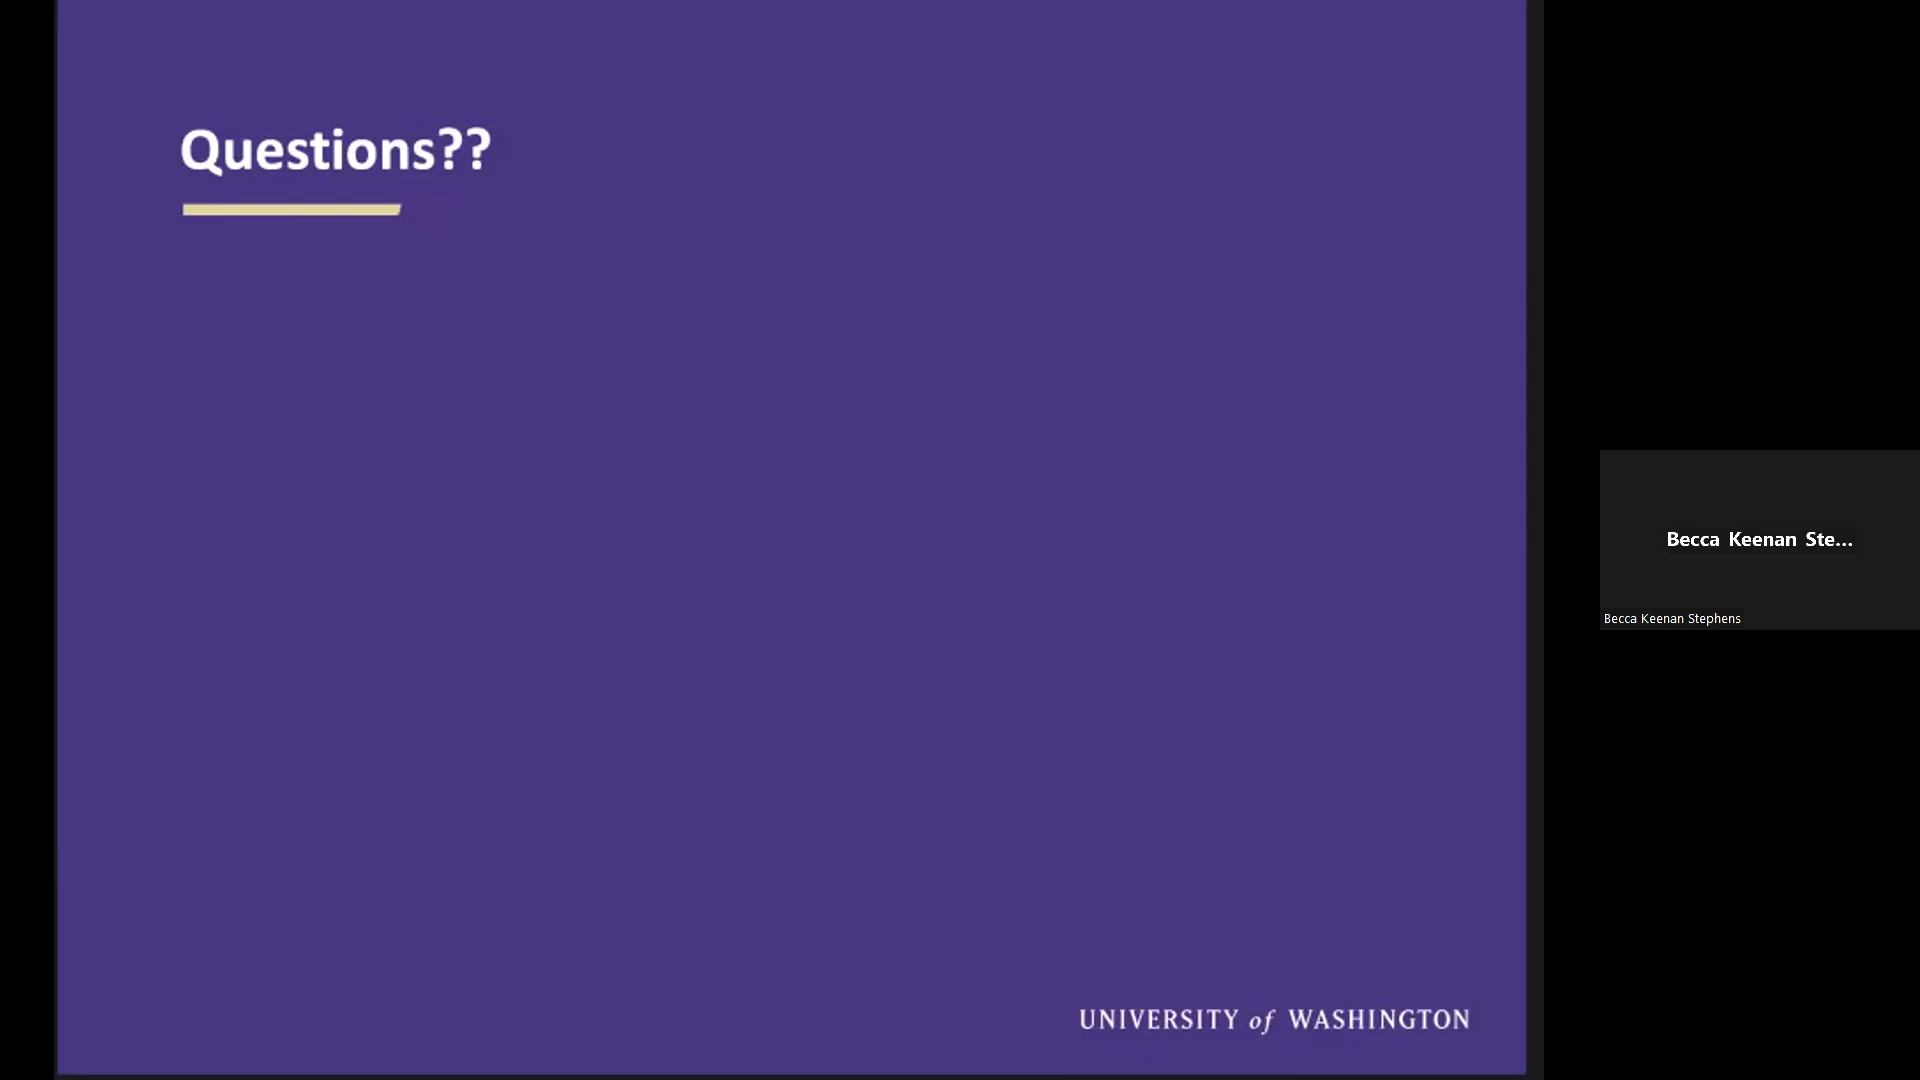 Questions??
Becca Keenan Ste...
Becca Keenan Stephens
UNIVERSITY of WASHINGTON